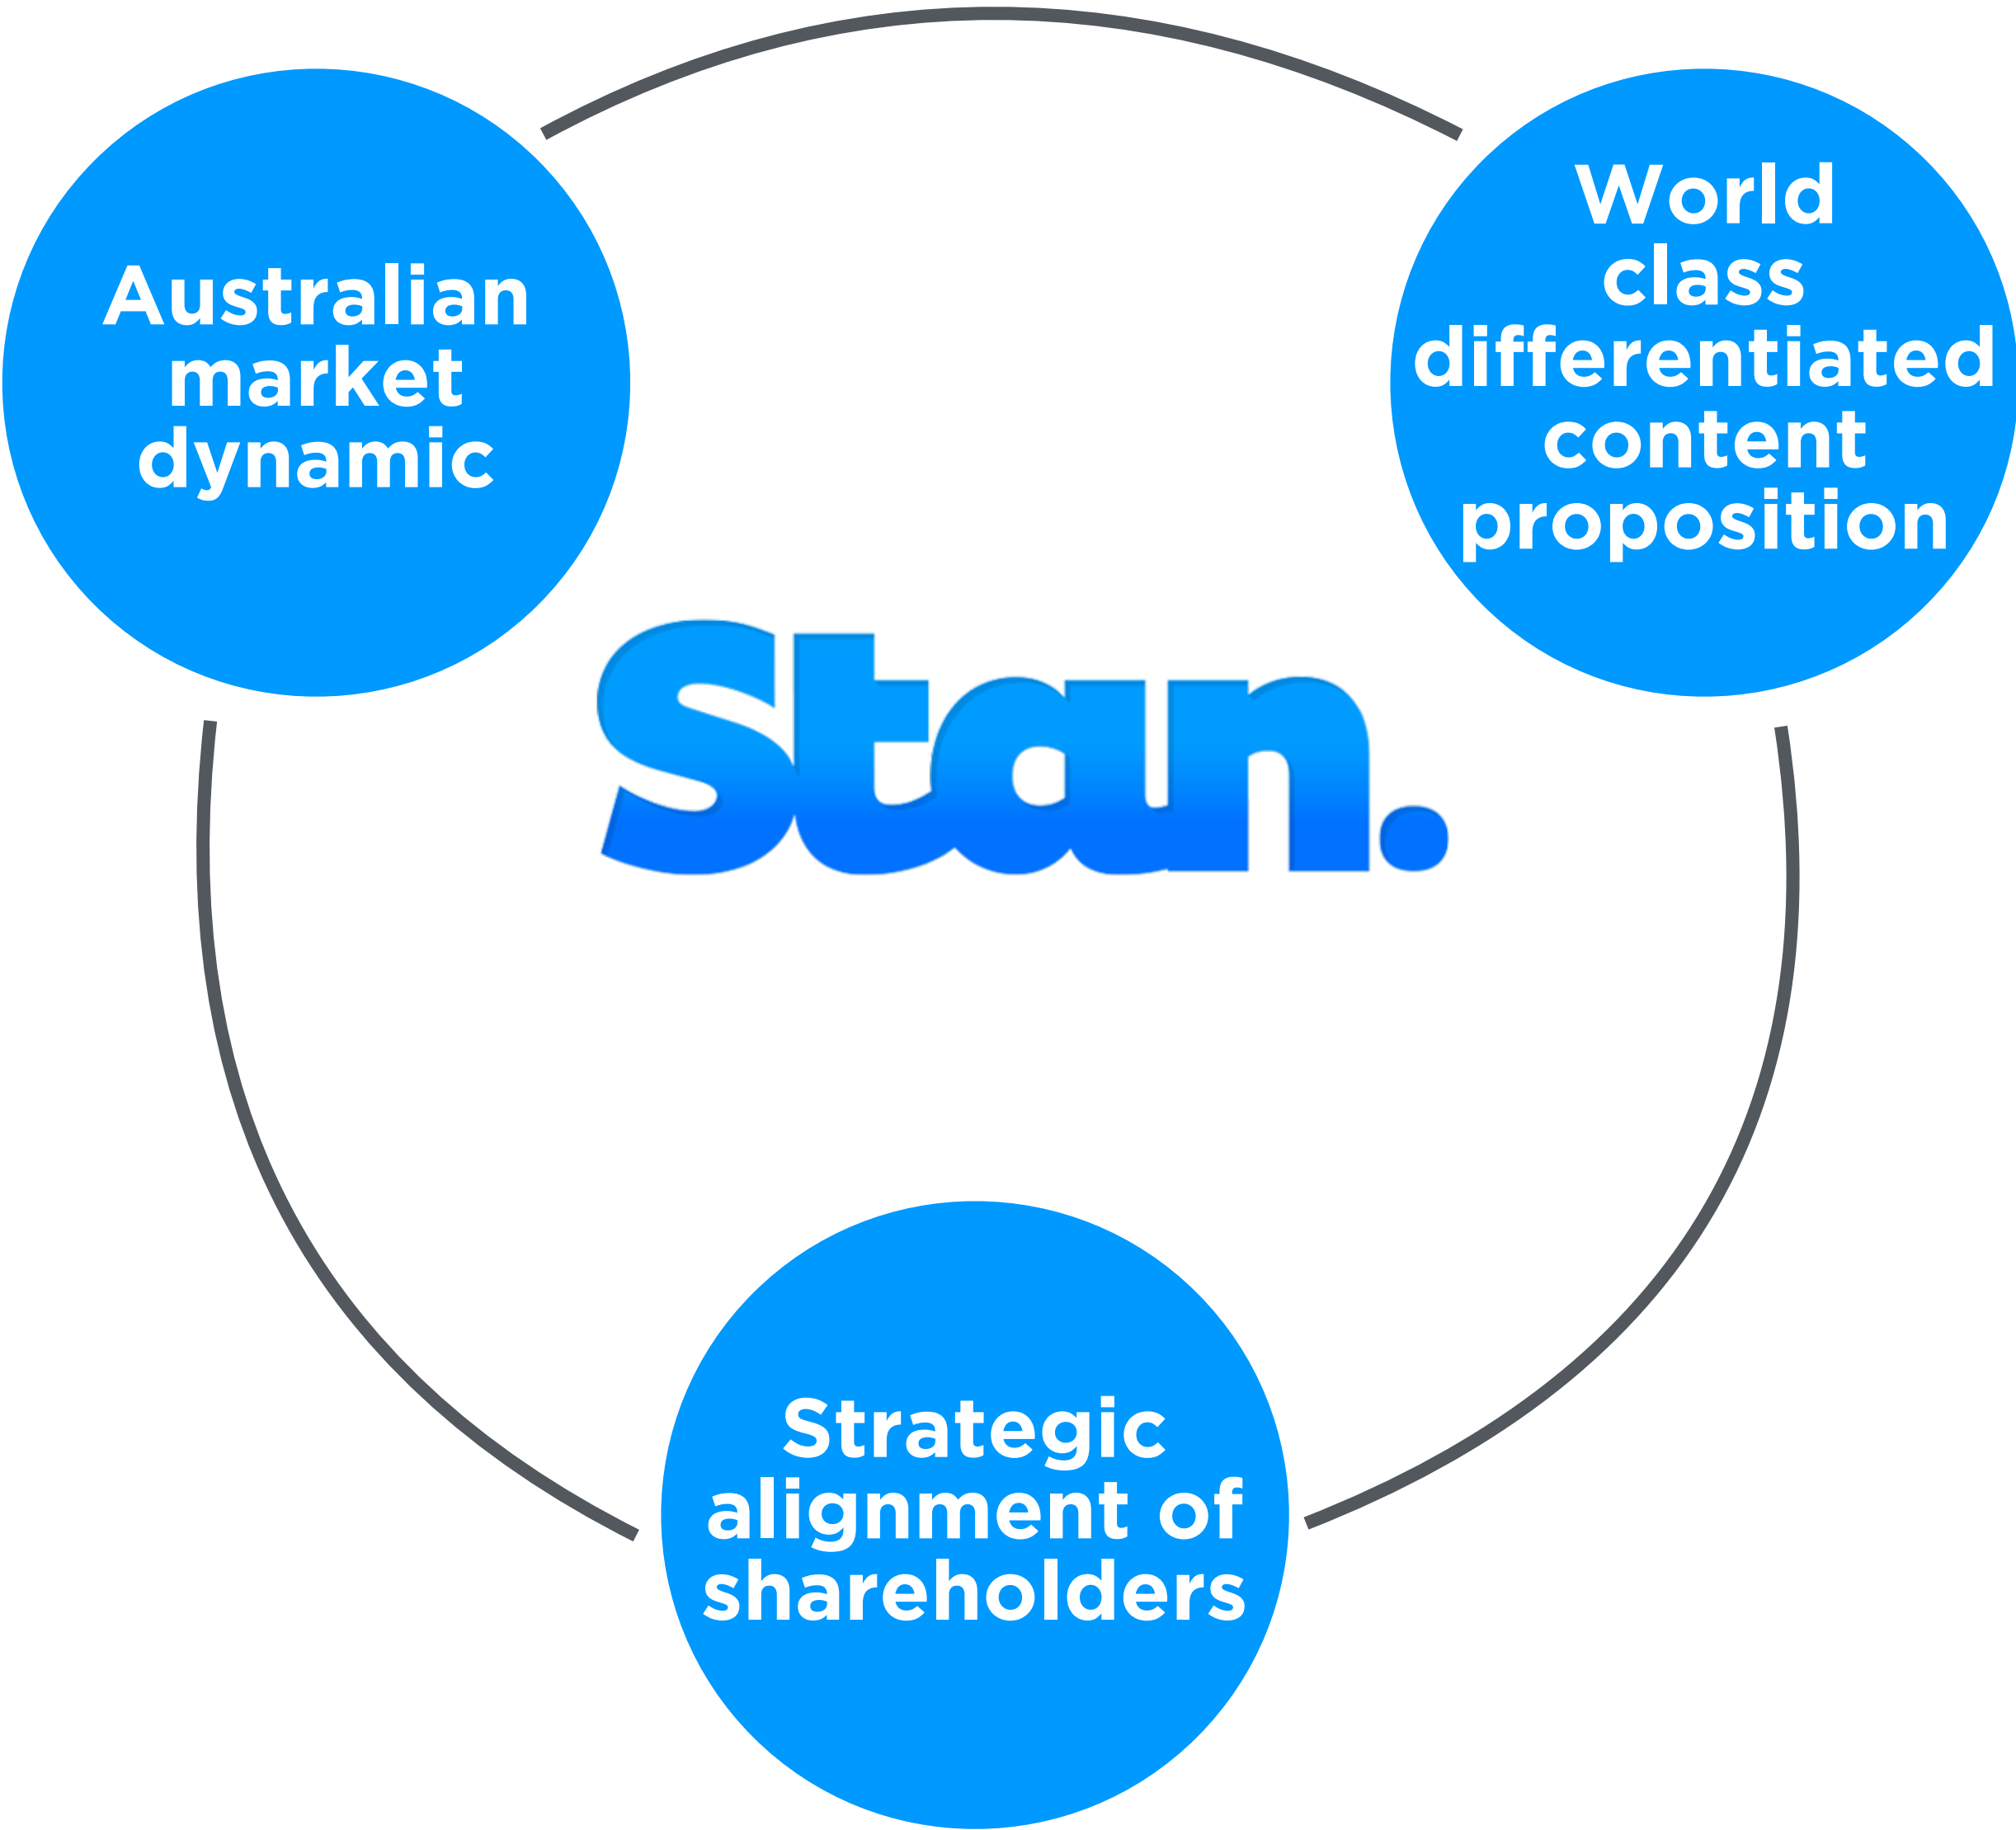 Australian
market
dynamic
World
class
differentiated
content
proposition
Stan.
Strategic
alignment of
shareholders